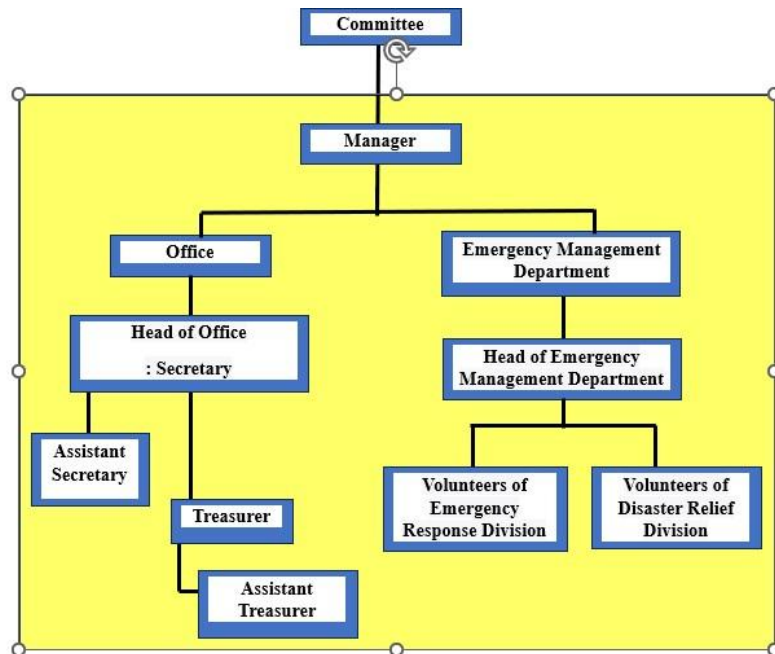 Committee
Manager
Office
Emergency Management
Department
Head of Office
: Secretary
Head of Emergency
Management Department
Assistant
Secretary
Volunteers of
Emergency
Response Division
Volunteers of
Disaster Relief
Division
Treasurer
Assistant
Treasurer